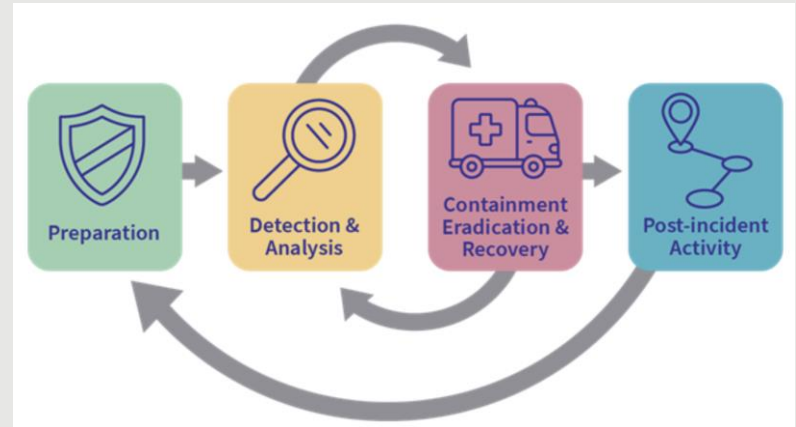 Preparation
Detection &
Analysis
Containment
Eradication &
Recovery
Post-incident
Activity